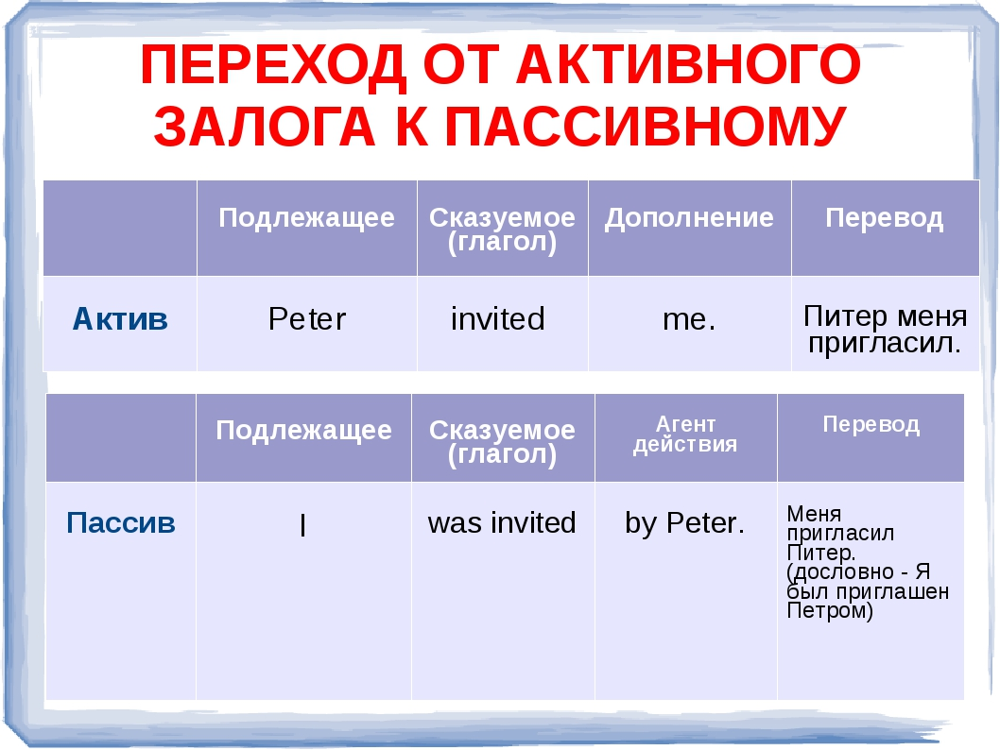 ПЕРЕХОД ОТ АКТИВНОГО
ЗАЛОГА К ПАССИВНОМУ
Подлежащее Сказуемое Дополнение Перевод
(глагол)
Актив Peter invited me. Питер меня
пригласил.
Подлежащее Сказуемое Агент Перевод
(глагол) действия
Пассив I was invited by Peter. Меня
пригласил
Питер.
(дословно - Я
был приглашен
Петром)